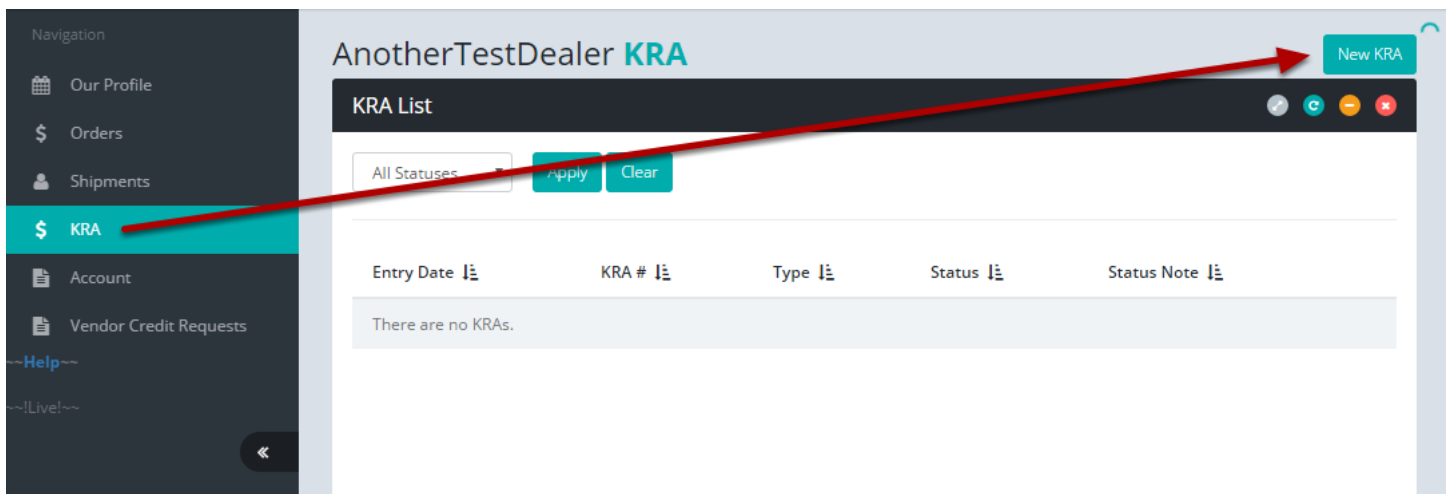 Navigation
Our Profile
Orders
Shipments
KRA
Account
Vendor Credit Requests
~~Help~~
~~!Live!~~
AnotherTestDealer KRA
New KRA
KRA List
All Statuses
Apply
Clear
Entry Date
KRA #
Type
Status
Status Note
There are no KRAs.